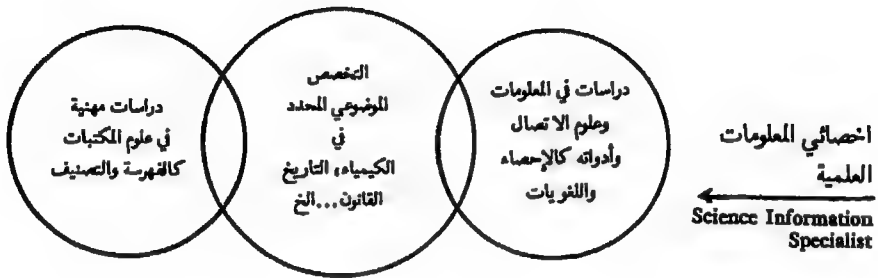 اخصائي المعلومات
العلمية
Science Information
Specialist
دراسات في المعلومات
وعلوم الاتصال
وأدواته كالإحصاء
واللغويات
التخصص
الموضوعي المحدد
في
الكيمياء، التاريخ
القانون...الخ
دراسات مهنية
في علوم المكتبات
كالفهرسة والتصنيف